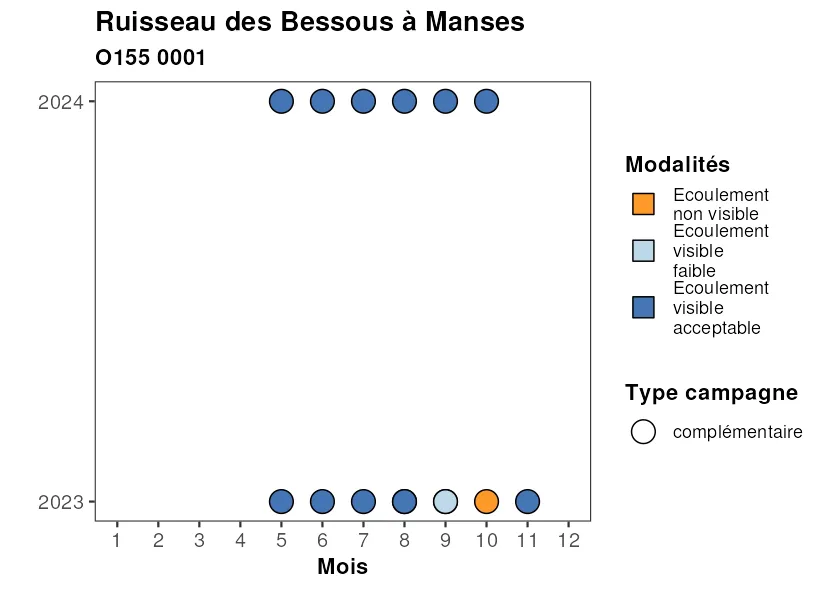 Ruisseau des Bessous à Manses
O155 0001
2024
2023
1 2 3 4 5 6 7 8 9 10 11 12
Mois
Modalités
Ecoulement
non visible
Ecoulement
visible
faible
Ecoulement
visible
acceptable
Type campagne
complémentaire